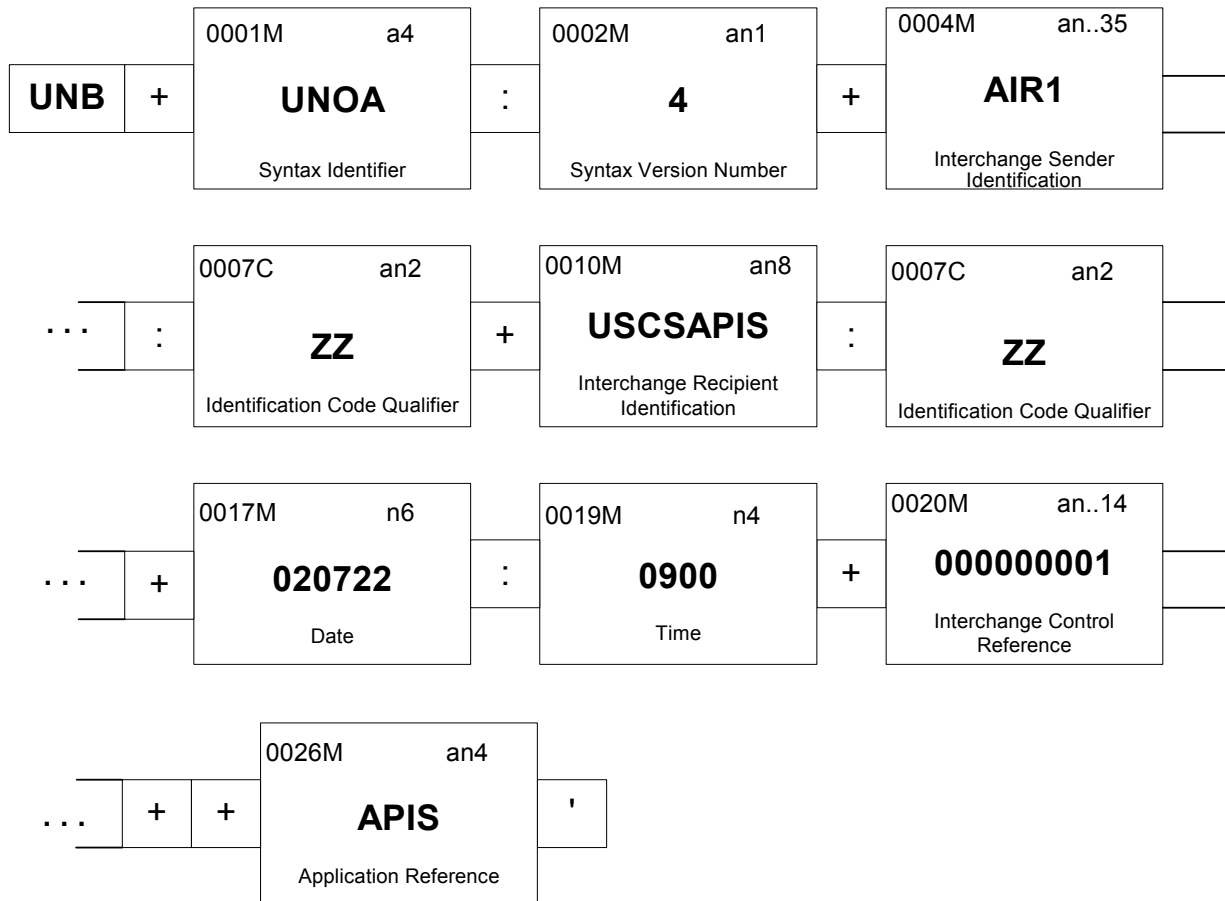 0001M a4 0002M an1 0004M an..35
UNB + UNOA : 4 + AIR1
Syntax Identifier Syntax Version Number Interchange Sender
Identification
0007C an2 0010M an8 0007C an2
... : ZZ + USCSAPIS : ZZ
Identification Code Qualifier Interchange Recipient Identification Code Qualifier
Identification
0017M n6 0019M n4 0020M an..14
... + 020722 : 0900 + 000000001
Date Time Interchange Control
Reference
0026M an4
... + + APIS '
Application Reference